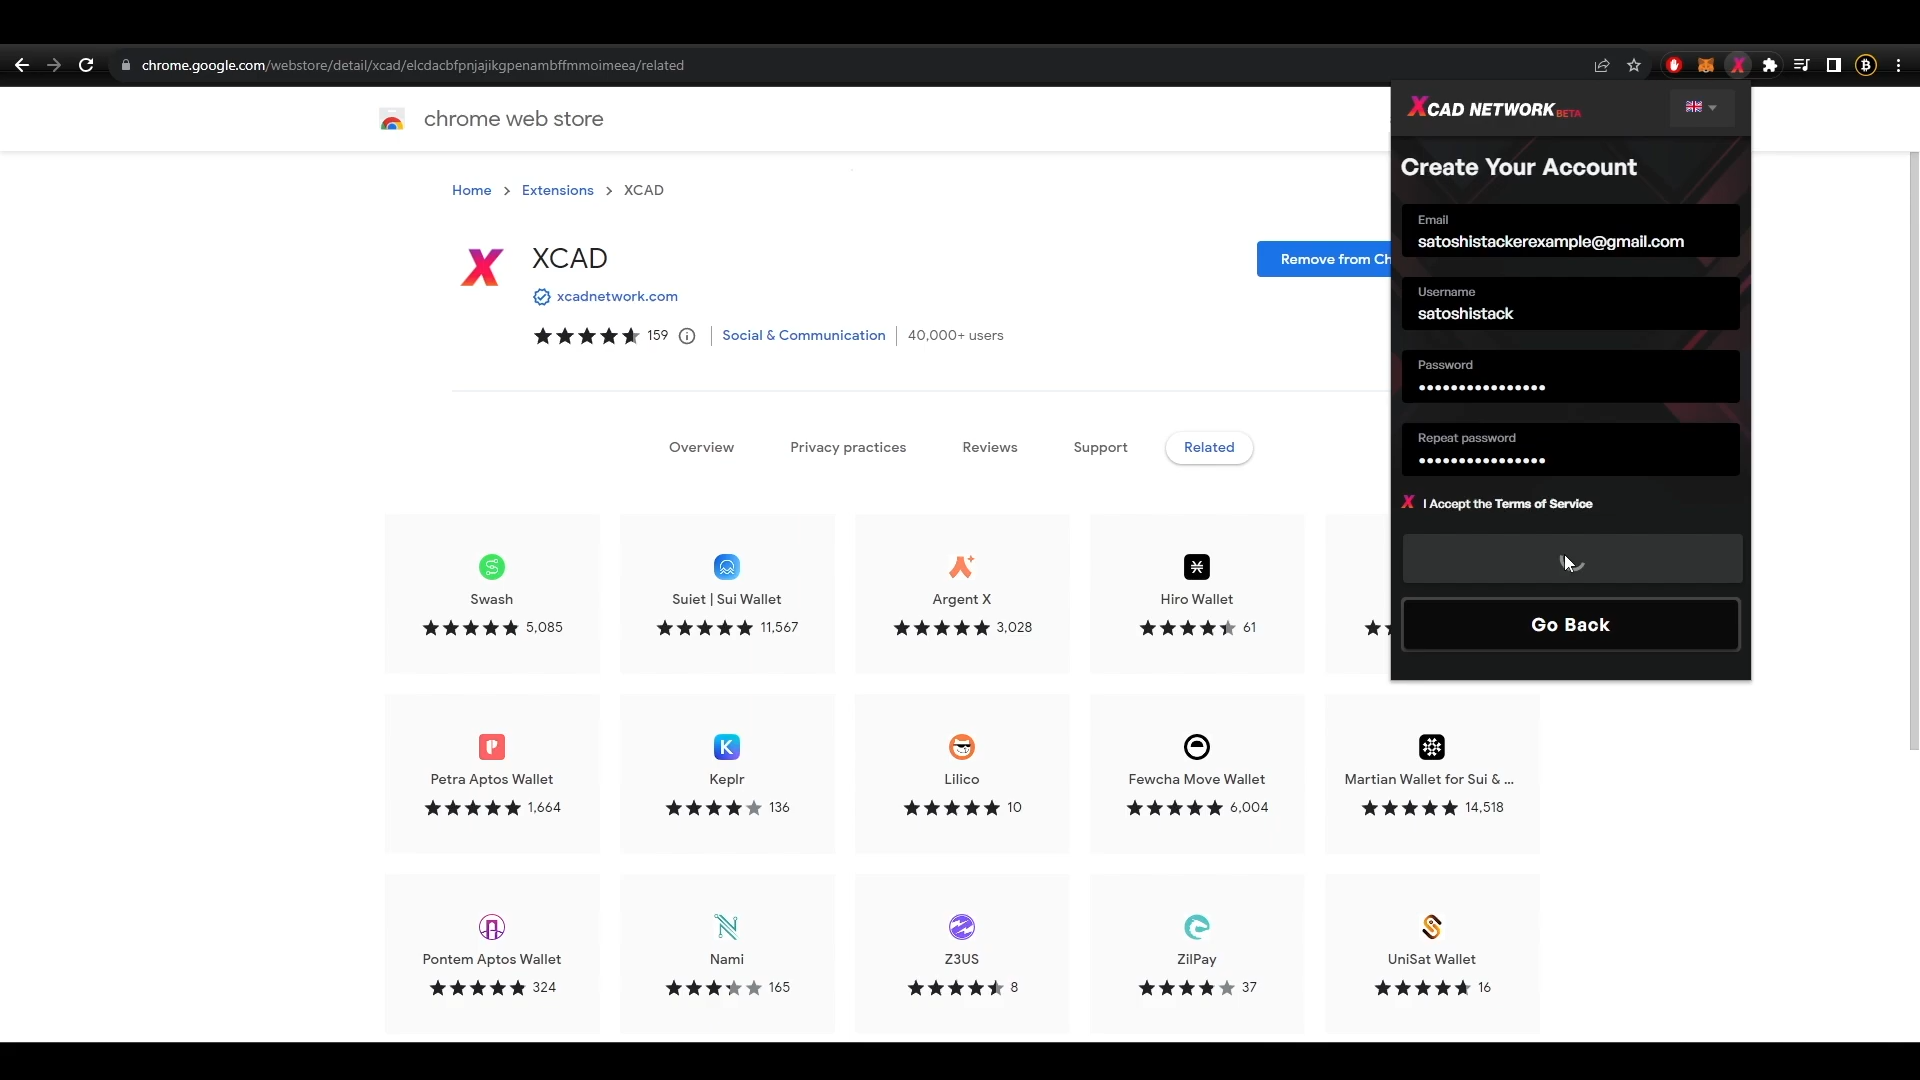 chrome.google.com/webstore/detail/xcad/elcdacbfpnjajikgpenambffmmoimeea/related
chrome web store
Home > Extensions > XCAD
XCAD
xcadnetwork.com
159
Social & Communication
40,000+ users
Remove from Ch
Overview
Privacy practices
Reviews
Support
Related
Swash
5,085
Suiet | Sui Wallet
11,567
Argent X
3,028
Hiro Wallet
61
Petra Aptos Wallet
1,664
Keplr
136
Lilico
10
Fewcha Move Wallet
6,004
Martian Wallet for Sui & ...
14,518
Pontem Aptos Wallet
324
Nami
165
Z3US
8
ZilPay
37
UniSat Wallet
16
XCAD NETWORK BETA
Create Your Account
Email
satoshistackerexample@gmail.com
Username
satoshistack
Password
••••••••••••••••
Repeat password
••••••••••••••••
I Accept the Terms of Service
Go Back